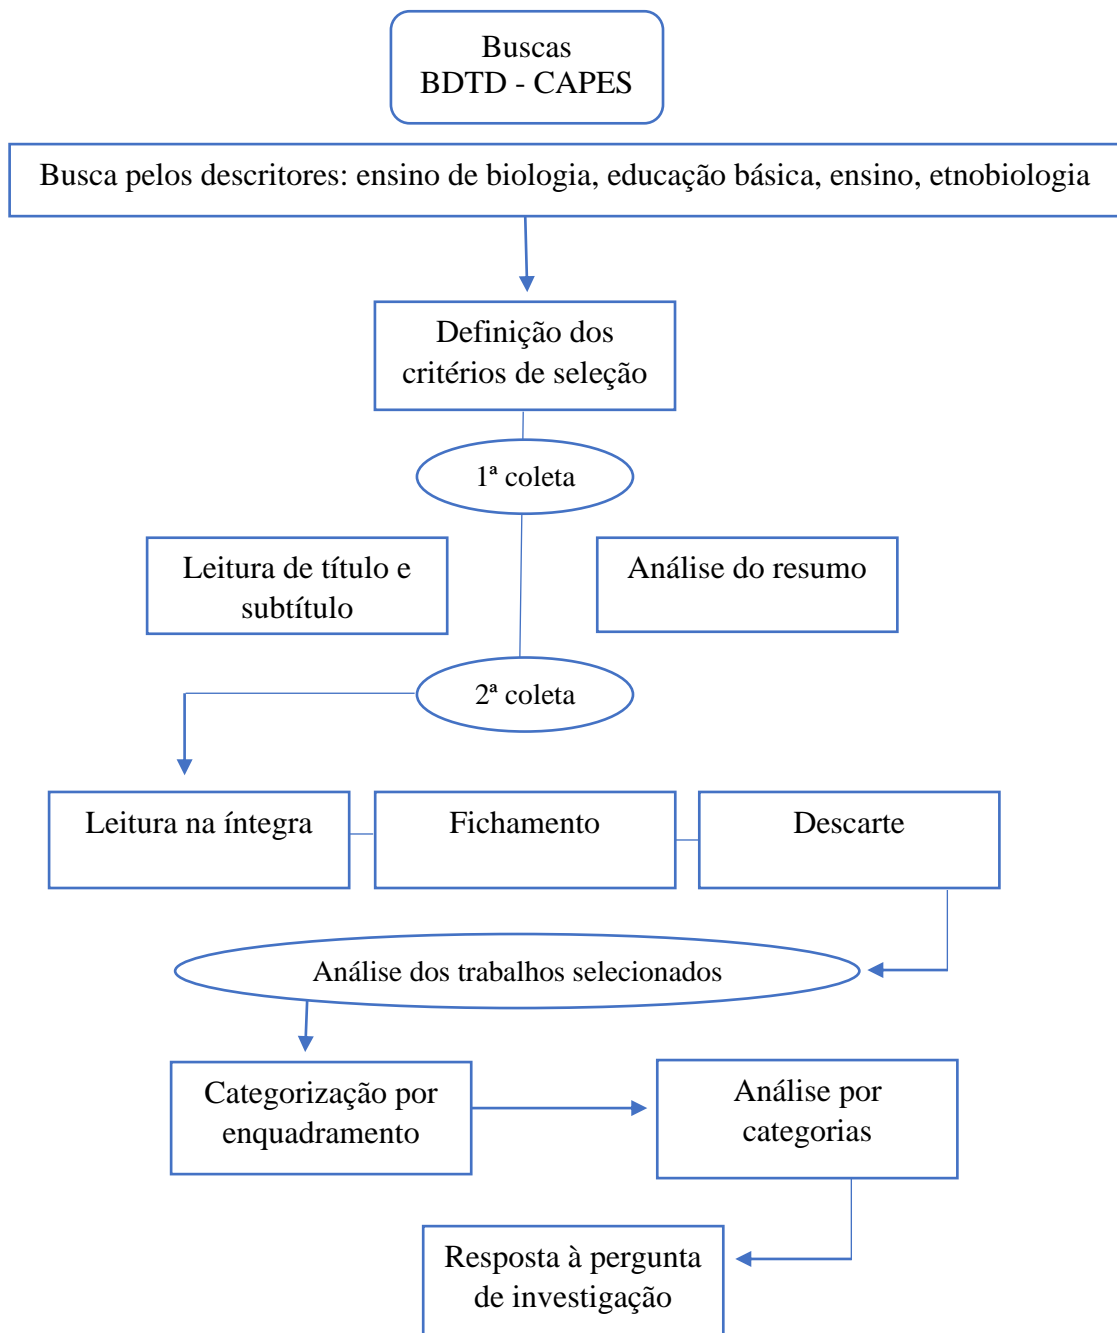 Buscas
BDTD - CAPES
Busca pelos descritores: ensino de biologia, educação básica, ensino, etnobiologia
Definição dos
critérios de seleção
1ª coleta
Leitura de título e
subtítulo
Análise do resumo
2ª coleta
Leitura na íntegra
Fichamento
Descarte
Análise dos trabalhos selecionados
Categorização por
enquadramento
Análise por
categorias
Resposta à pergunta
de investigação